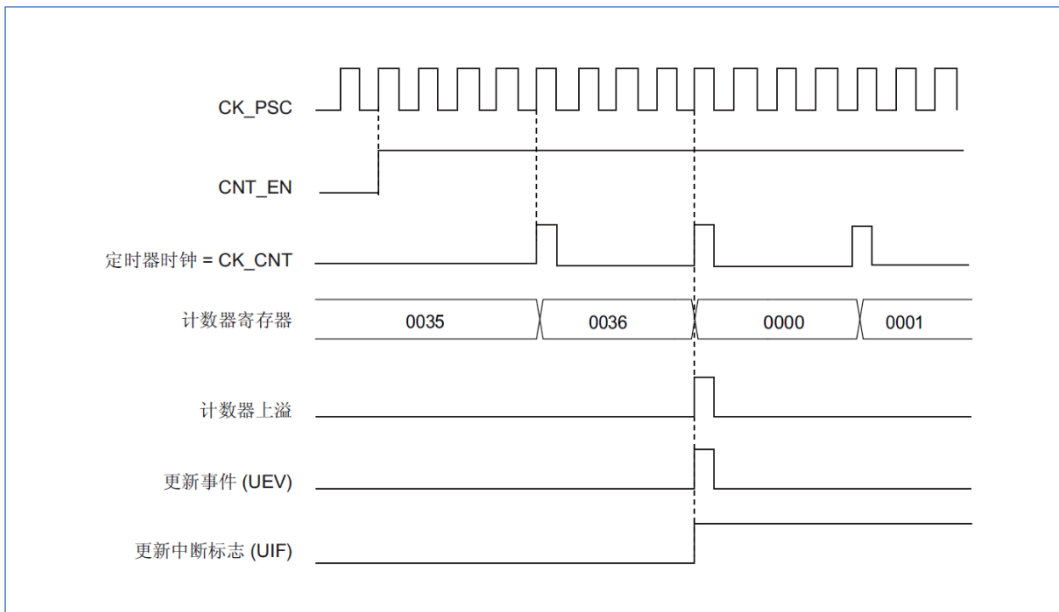 CK_PSC
CNT_EN
定时器时钟 = CK_CNT
计数器寄存器 0035 0036 0000 0001
计数器上溢
更新事件 (UEV)
更新中断标志 (UIF)